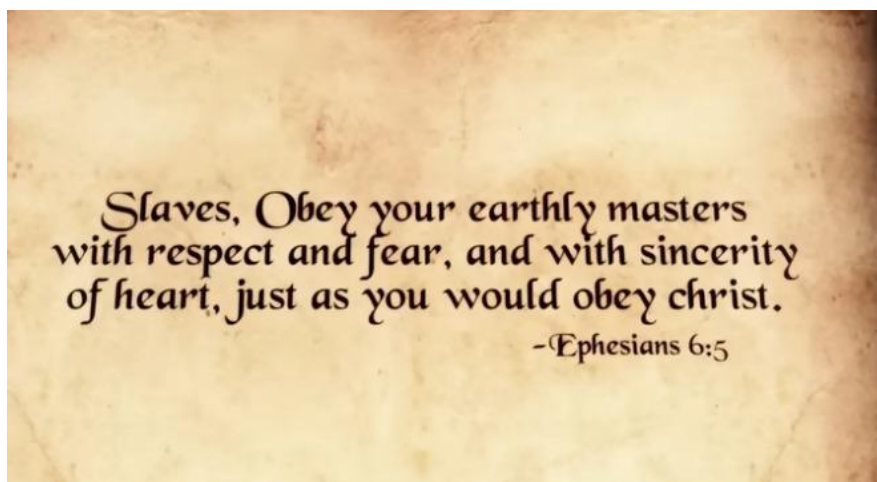 Slaves, Obey your earthly masters
with respect and fear, and with sincerity
of heart, just as you would obey christ.
-Ephesians 6:5